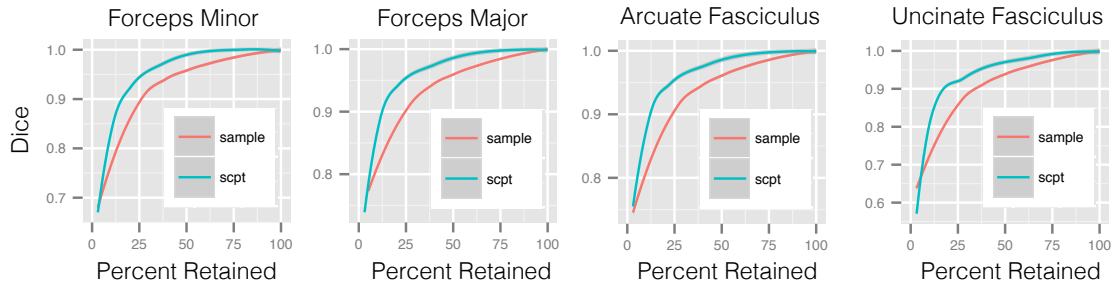 Forceps Minor
Forceps Major
Arcuate Fasciculus
Uncinate Fasciculus
Dice
1.0
0.9
0.8
0.7
sample
scpt
0
25
50
75
100
Percent Retained
1.0
0.9
0.8
sample
scpt
0
25
50
75
100
Percent Retained
1.0
0.9
0.8
sample
scpt
0
25
50
75
100
Percent Retained
1.0
0.9
0.8
0.7
0.6
sample
scpt
0
25
50
75
100
Percent Retained